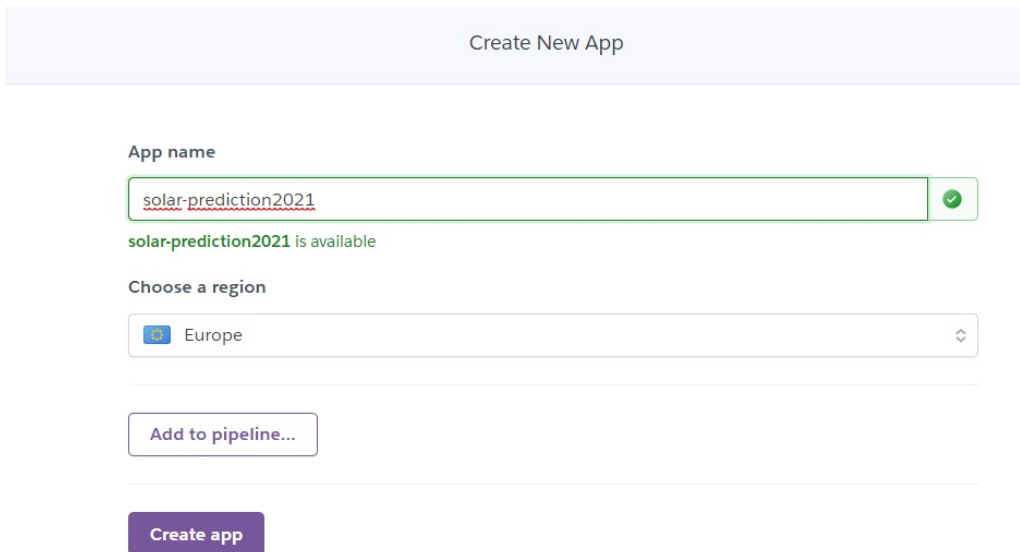 Create New App
App name
solar-prediction2021
solar-prediction2021 is available
Choose a region
Europe
Add to pipeline...
Create app